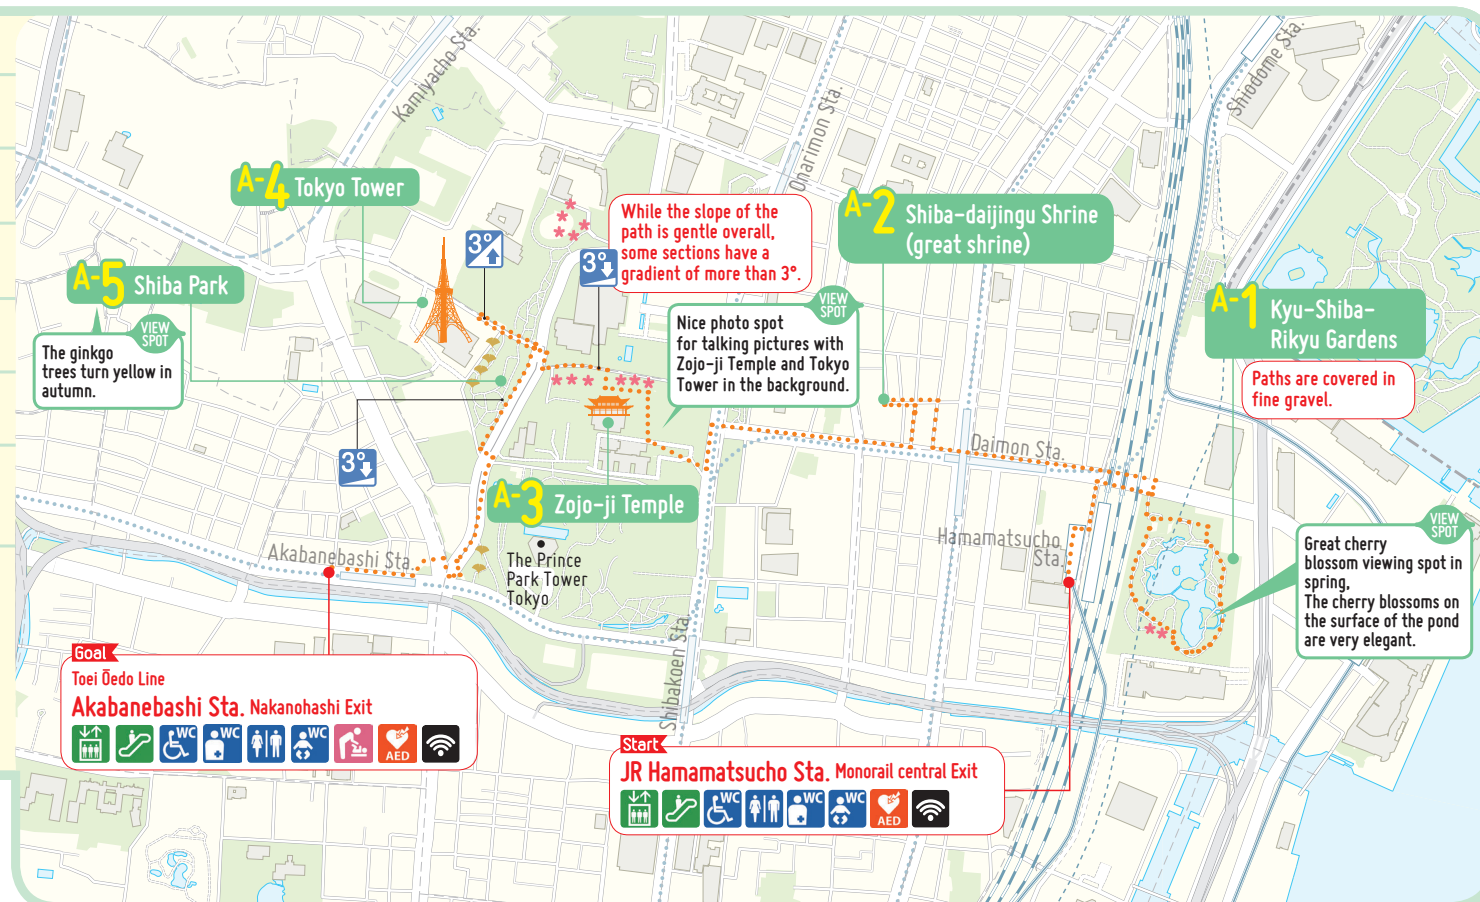 Kamiyacho Sta.
Onarimon Sta.
Shiodome Sta.
A-4 Tokyo Tower
3°
While the slope of the
path is gentle overall,
some sections have a
gradient of more than 3°.
3°
A-2 Shiba-daijingu Shrine
(great shrine)
A-5 Shiba Park
VIEW
SPOT
The ginkgo
trees turn yellow in
autumn.
VIEW
SPOT
Nice photo spot
for talking pictures with
Zojo-ji Temple and Tokyo
Tower in the background.
A-1 Kyu-Shiba-
Rikyu Gardens
Paths are covered in
fine gravel.
Daimon Sta.
3°
A-3 Zojo-ji Temple
The Prince
Park Tower
Tokyo
Akabanebashi Sta.
Hamamatsucho
Sta.
VIEW
SPOT
Great cherry
blossom viewing spot in
spring,
The cherry blossoms on
the surface of the pond
are very elegant.
Shibakoen Sta.
Goal
Toei Ōedo Line
Akabanebashi Sta. Nakanohashi Exit
WC
WC
WC
AED
Start
JR Hamamatsucho Sta. Monorail central Exit
WC
WC
WC
AED